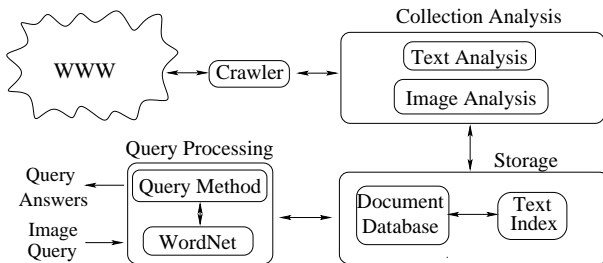 Collection Analysis
WWW
Crawler
Text Analysis
Image Analysis
Query Processing
Storage
Query
Answers
Image
Query
Query Method
WordNet
Document
Database
Text
Index